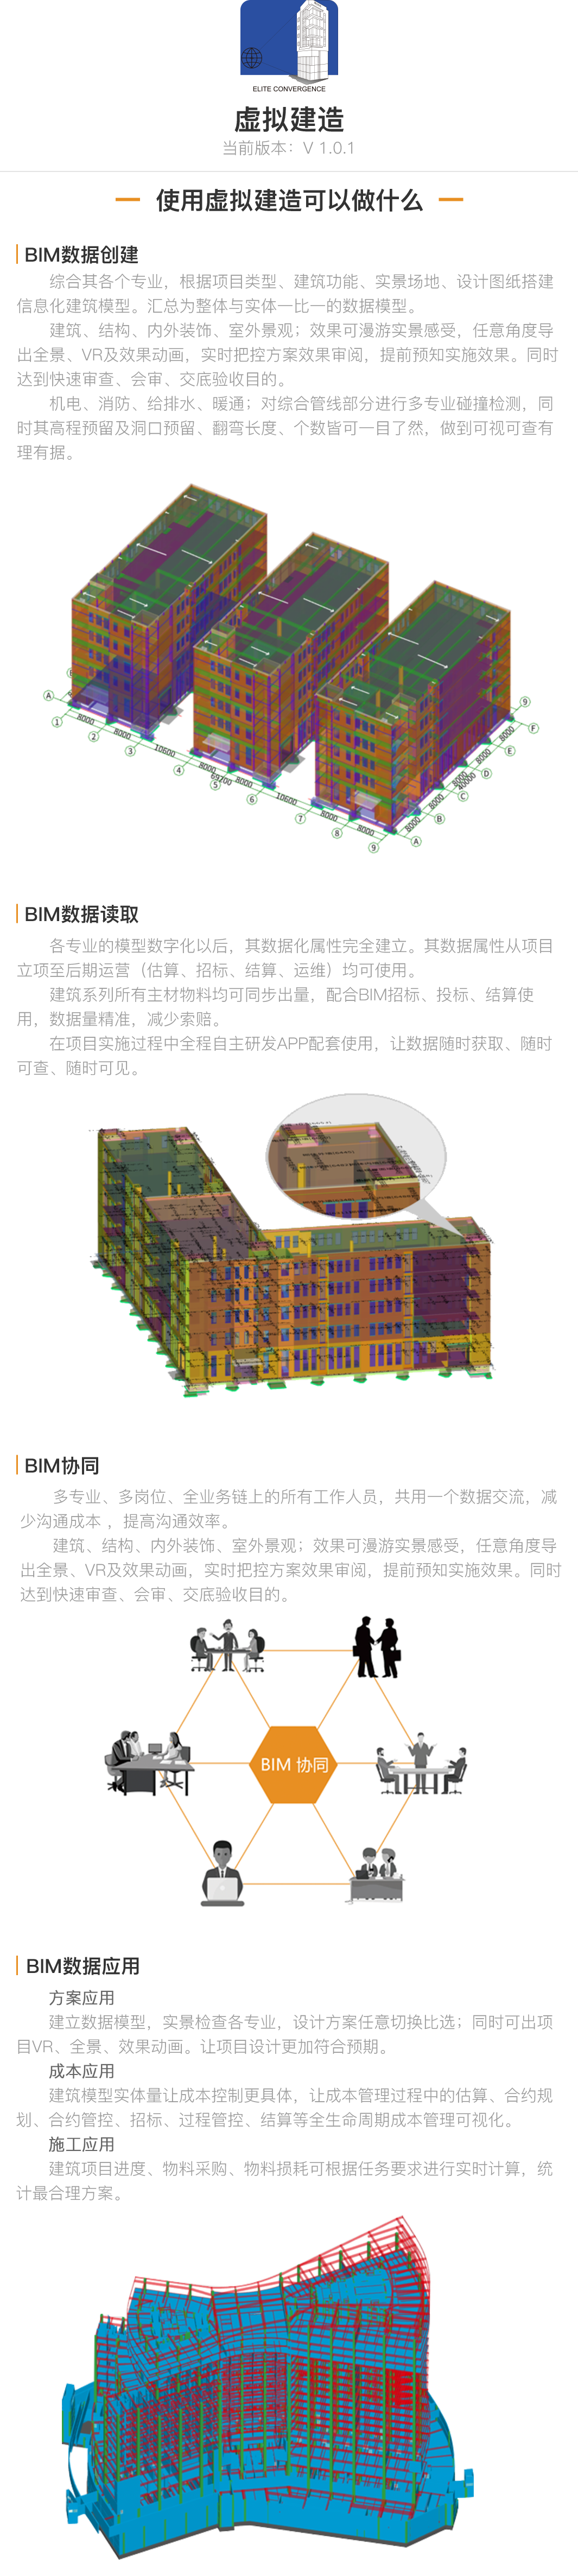 ELITE CONVERGENCE
虚拟建造
当前版本：V 1.0.1
使用虚拟建造可以做什么
BIM数据创建
综合其各个专业，根据项目类型、建筑功能、实景场地、设计图纸搭建
信息化建筑模型。汇总为整体与实体一比一的数据模型。
建筑、结构、内外装饰、室外景观；效果可漫游实景感受，任意角度导
出全景、VR及效果动画，实时把控方案效果审阅，提前预知实施效果。同时
达到快速审查、会审、交底验收目的。
机电、消防、给排水、暖通；对综合管线部分进行多专业碰撞检测，同
时其高程预留及洞口预留、翻弯长度、个数皆可一目了然，做到可视可查有
理有据。
A
1
8000
2
8000
3
10600
4
8000
69200
5
8000
6
10600
7
8000
8
8000
9
A
8000
B
8000
C
8000
40000
D
8000
E
8000
F
9
BIM数据读取
各专业的模型数字化以后，其数据化属性完全建立。其数据属性从项目
立项至后期运营（估算、招标、结算、运维）均可使用。
建筑系列所有主材物料均可同步出量，配合BIM招标、投标、结算使
用，数据量精准，减少索赔。
在项目实施过程中全程自主研发APP配套使用，让数据随时获取、随时
可查、随时可见。
BIM协同
多专业、多岗位、全业务链上的所有工作人员，共用一个数据交流，减
少沟通成本 ，提高沟通效率。
建筑、结构、内外装饰、室外景观；效果可漫游实景感受，任意角度导
出全景、VR及效果动画，实时把控方案效果审阅，提前预知实施效果。同时
达到快速审查、会审、交底验收目的。
BIM 协同
BIM数据应用
方案应用
建立数据模型，实景检查各专业，设计方案任意切换比选；同时可出项
目VR、全景、效果动画。让项目设计更加符合预期。
成本应用
建筑模型实体量让成本控制更具体，让成本管理过程中的估算、合约规
划、合约管控、招标、过程管控、结算等全生命周期成本管理可视化。
施工应用
建筑项目进度、物料采购、物料损耗可根据任务要求进行实时计算，统
计最合理方案。